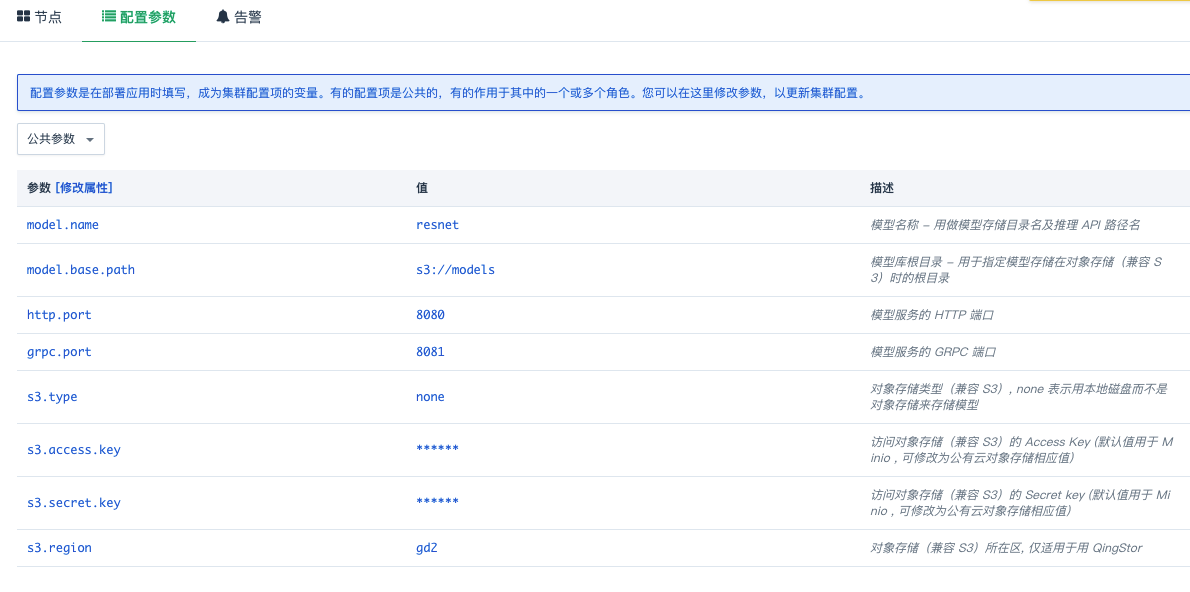 节点 配置参数 告警
配置参数是在部署应用时填写，成为集群配置项的变量。有的配置项是公共的，有的作用于其中的一个或多个角色。您可以在这里修改参数，以更新集群配置。
公共参数
参数 [修改属性] 值 描述
model.name resnet 模型名称 – 用做模型存储目录名及推理 API 路径名
model.base.path s3://models 模型库根目录 – 用于指定模型存储在对象存储（兼容 S
3）时的根目录
http.port 8080 模型服务的 HTTP 端口
grpc.port 8081 模型服务的 GRPC 端口
s3.type none 对象存储类型（兼容 S3）, none 表示用本地磁盘而不是
对象存储来存储模型
s3.access.key ****** 访问对象存储（兼容 S3）的 Access Key (默认值用于 M
inio , 可修改为公有云对象存储相应值)
s3.secret.key ****** 访问对象存储（兼容 S3）的 Secret key (默认值用于 Mi
nio , 可修改为公有云对象存储相应值)
s3.region gd2 对象存储（兼容 S3）所在区, 仅适用于用 QingStor